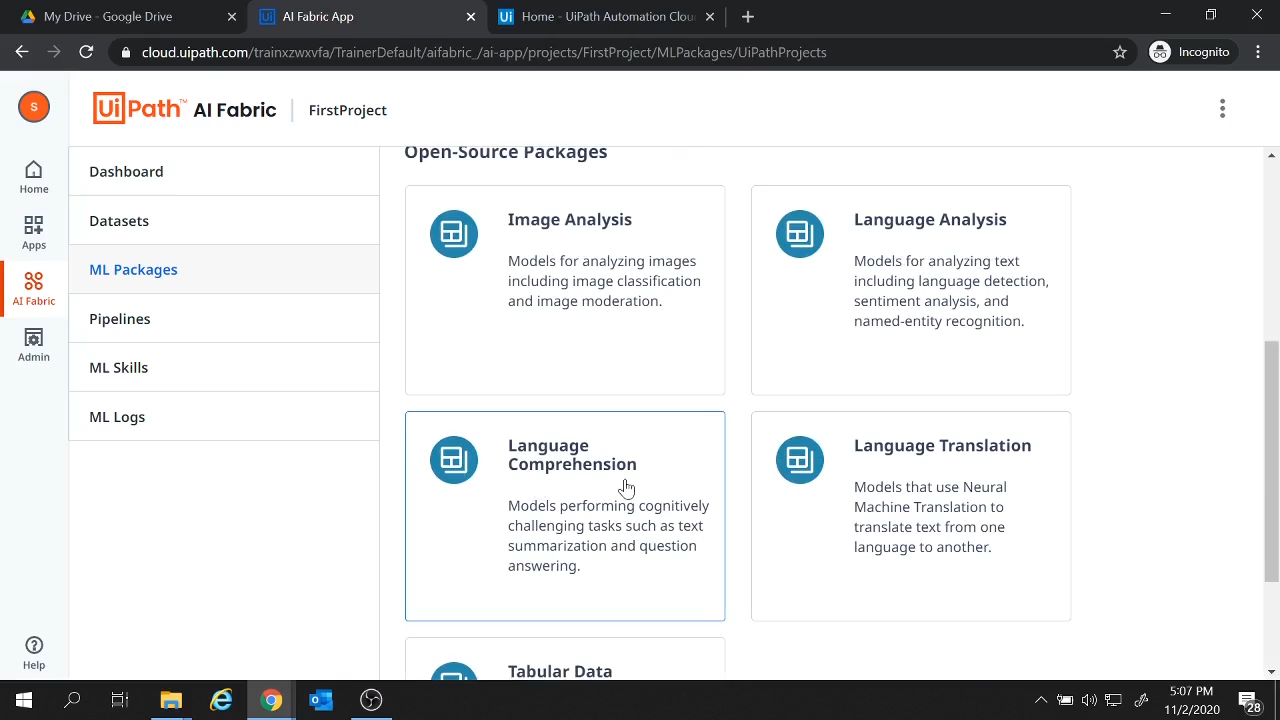 My Drive - Google Drive
AI Fabric App
Ui
Home - UiPath Automation Clou
cloud.uipath.com/trainxzwxvfa/TrainerDefault/aifabric_/ai-app/projects/FirstProject/MLPackages/UiPathProjects
Incognito
S
UiPath™ AI Fabric
FirstProject
Home
Apps
AI Fabric
Admin
Help
Dashboard
Datasets
ML Packages
Pipelines
ML Skills
ML Logs
Open-Source Packages
Image Analysis
Models for analyzing images
including image classification
and image moderation.
Language Analysis
Models for analyzing text
including language detection,
sentiment analysis, and
named-entity recognition.
Language
Comprehension
Models performing cognitively
challenging tasks such as text
summarization and question
answering.
Language Translation
Models that use Neural
Machine Translation to
translate text from one
language to another.
Tabular Data
5:07 PM
11/2/2020
28